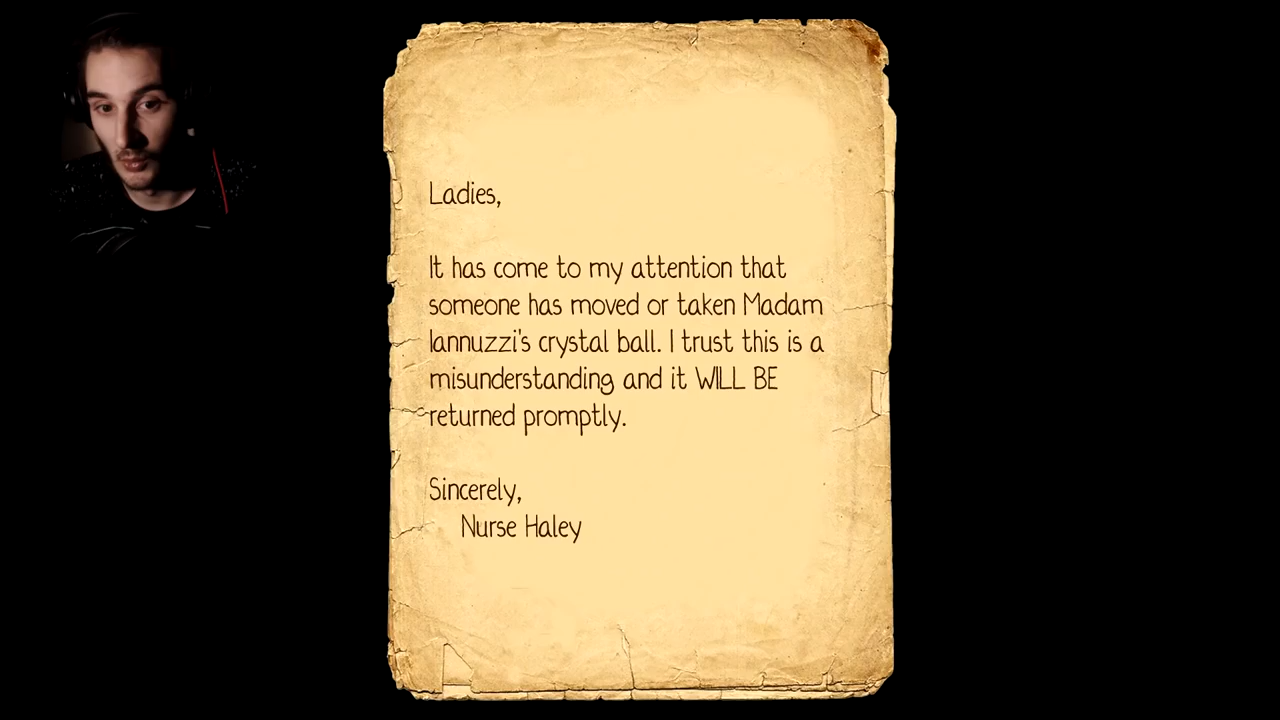 Ladies,
It has come to my attention that
someone has moved or taken Madam
Iannuzzi's crystal ball. I trust this is a
misunderstanding and it WILL BE
returned promptly.
Sincerely,
Nurse Haley